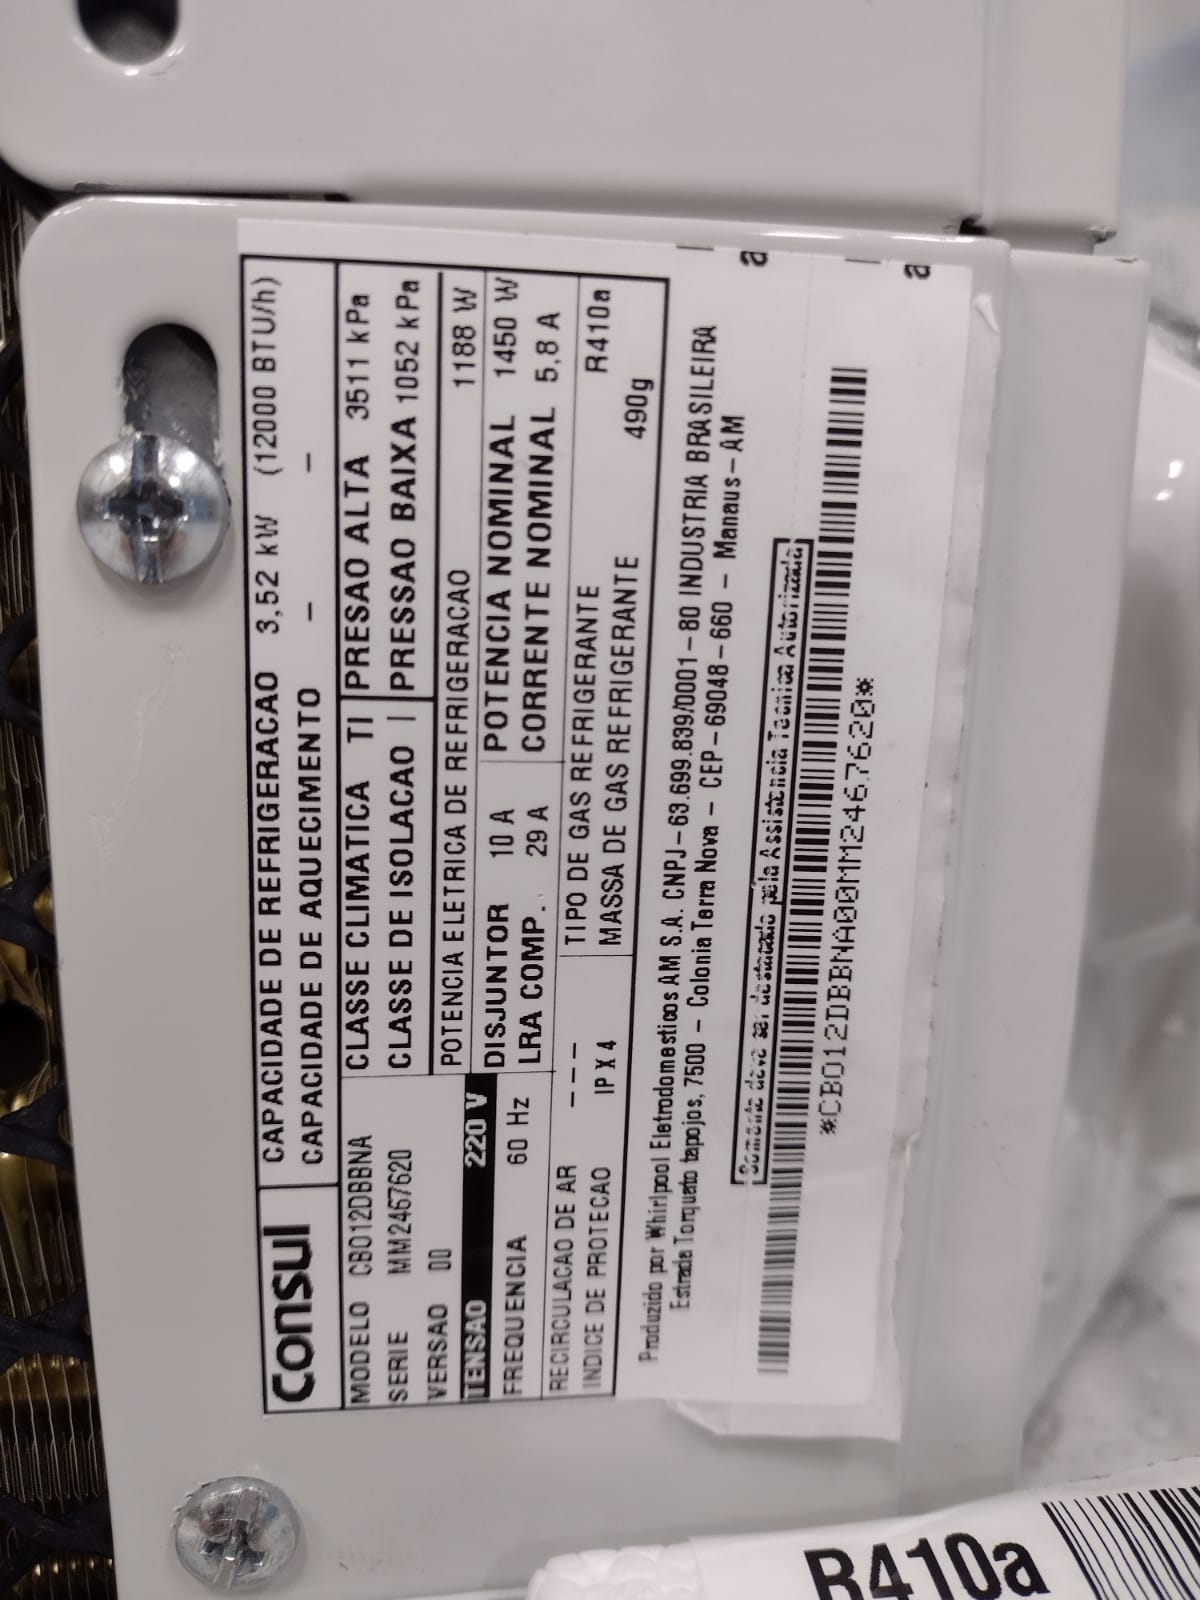 Consul
CAPACIDADE DE REFRIGERACAO 3,52 kW (12000 BTU/h)
CAPACIDADE DE AQUECIMENTO – –
MODELO CBO12DBBNA
SERIE MM2467620
VERSAO 00
TENSAO 220 V
FREQUENCIA 60 Hz
CLASSE CLIMATICA TI
CLASSE DE ISOLACAO I
PRESAO ALTA 3511 kPa
PRESSAO BAIXA 1052 kPa
POTENCIA ELETRICA DE REFRIGERACAO 1188 W
DISJUNTOR 10 A
LRA COMP. 29 A
POTENCIA NOMINAL 1450 W
CORRENTE NOMINAL 5,8 A
RECIRCULACAO DE AR ---
INDICE DE PROTECAO IP X 4
TIPO DE GAS REFRIGERANTE R410a
MASSA DE GAS REFRIGERANTE 490g
Produzido por Whirlpool Eletrodomesticos AM S.A. CNPJ-63.699.839/0001-80 INDUSTRIA BRASILEIRA
Estrada Torquato tapojos, 7500 - Colonia Terra Nova - CEP-69048-660 - Manaus-AM
Somente deve ser destacado pela Assistencia Tecnica Autorizada
*CBO12DBBNA00MM2467620*
a
a
R410a